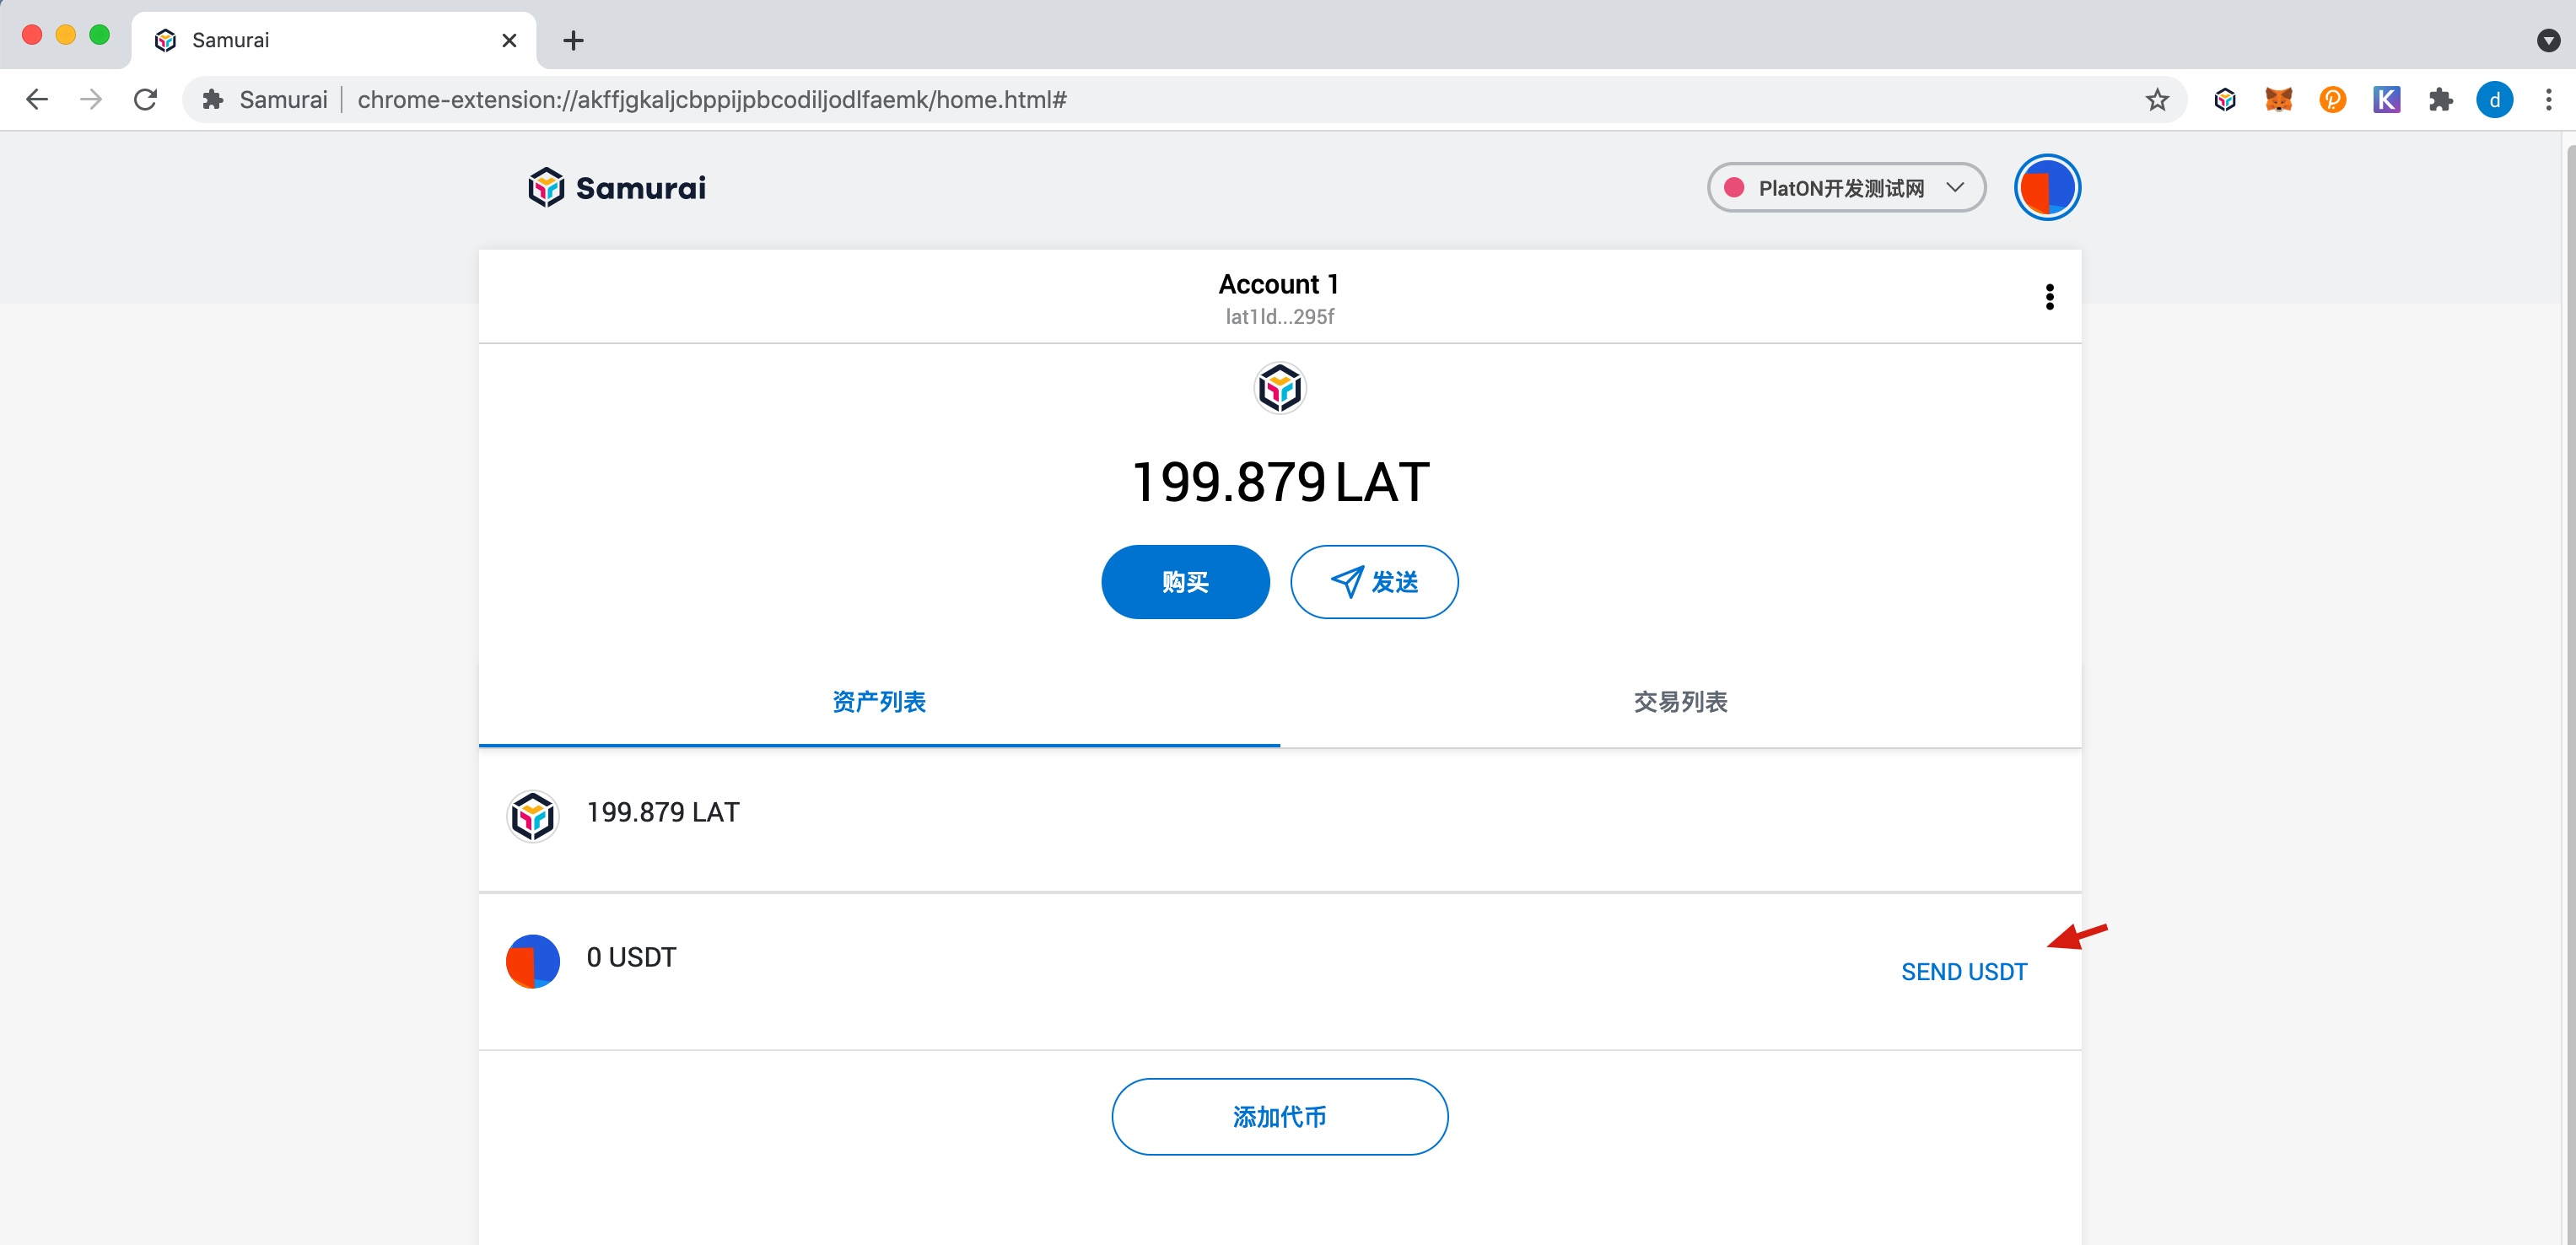 Samurai
Samurai
chrome-extension://akffjgkaljcbppijpbcodiljodlfaemk/home.html#
K
d
Samurai
PlatON开发测试网
Account 1
lat1ld...295f
199.879 LAT
购买
发送
资产列表
交易列表
199.879 LAT
0 USDT
SEND USDT
添加代币